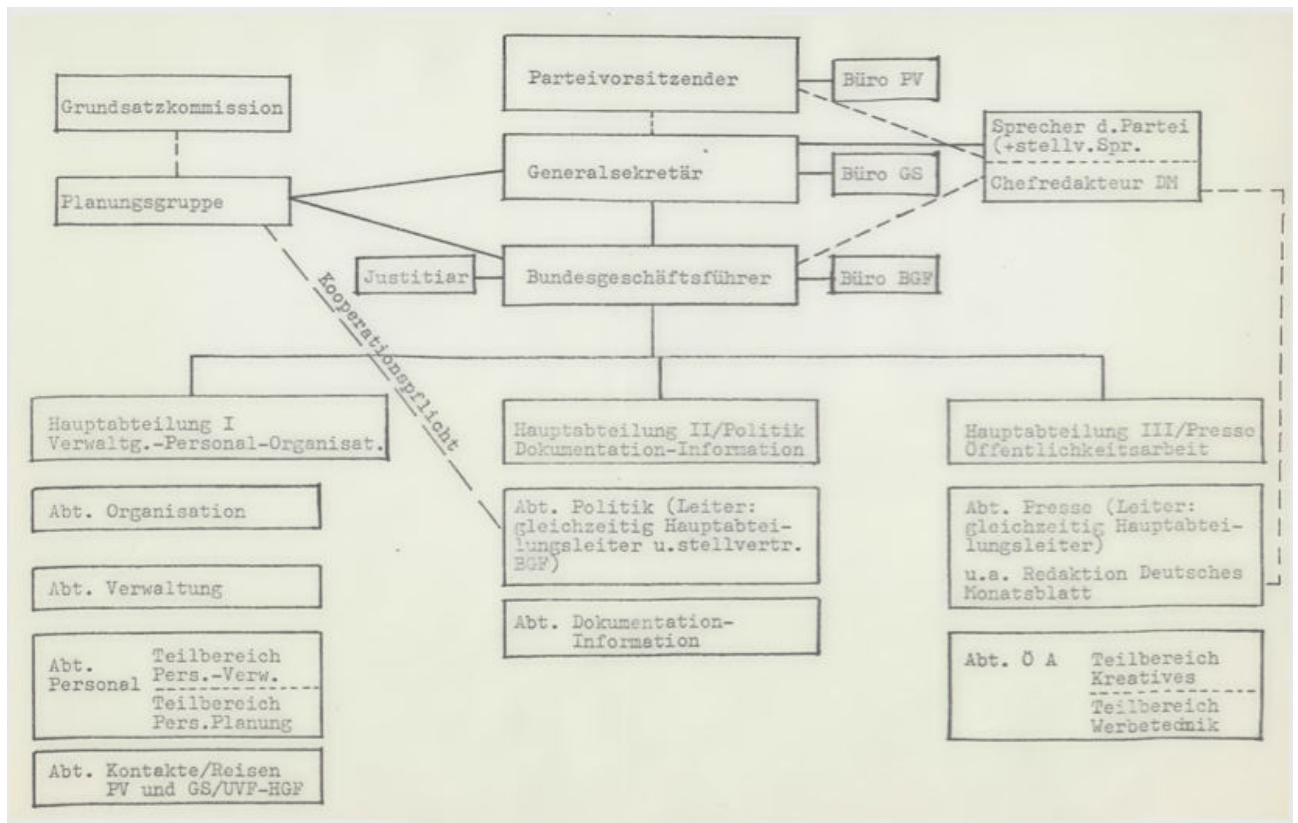 Parteivorsitzender
Büro PV
Grundsatzkommission
Sprecher d.Partei
(+stellv.Spr.
Generalsekretär
Büro GS
Chefredakteur DM
Planungsgruppe
Justitiar
Bundesgeschäftsführer
Büro BGF
Kooperationspflicht
Hauptabteilung I
Verwaltg.-Personal-Organisat.
Hauptabteilung II/Politik
Dokumentation-Information
Hauptabteilung III/Presse
Öffentlichkeitsarbeit
Abt. Organisation
Abt. Verwaltung
Abt.
Personal
Teilbereich
Pers.-Verw.
Teilbereich
Pers.Planung
Abt. Kontakte/Reisen
PV und GS/UVF-HGF
Abt. Politik (Leiter:
gleichzeitig Hauptabtei-
lungsleiter u.stellvertr.
BGF)
Abt. Dokumentation-
Information
Abt. Presse (Leiter:
gleichzeitig Hauptabtei-
lungsleiter)
u.a. Redaktion Deutsches
Monatsblatt
Abt. Ö A
Teilbereich
Kreatives
Teilbereich
Werbetednik